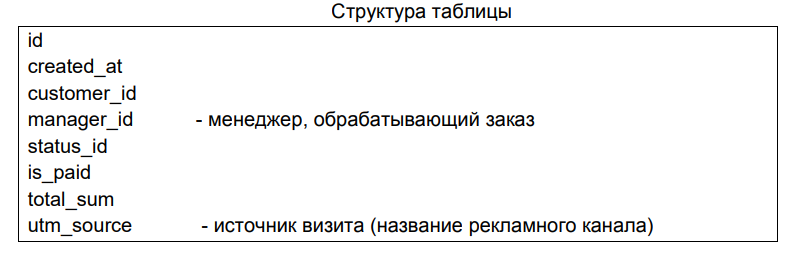 Структура таблицы
id
created_at
customer_id
manager_id - менеджер, обрабатывающий заказ
status_id
is_paid
total_sum
utm_source - источник визита (название рекламного канала)